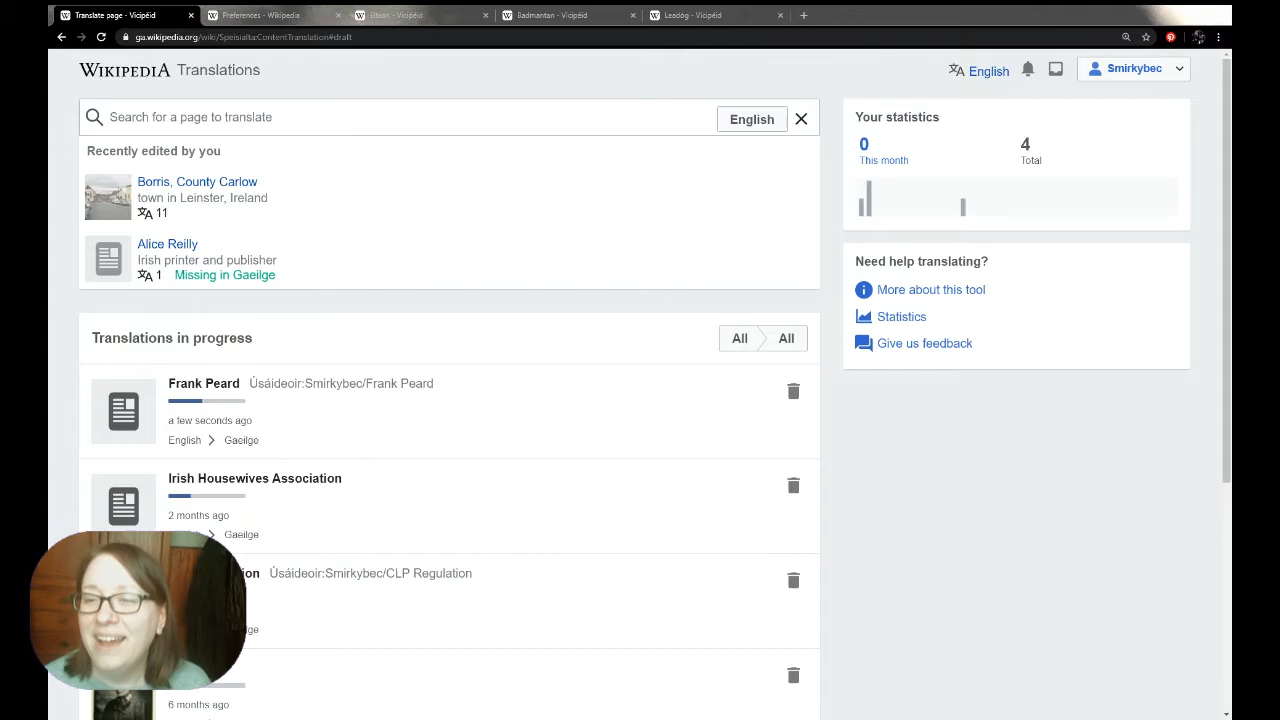 Translate page - Vicipéid
Preferences - Wikipedia
Eiteán - Vicipéid
Badmantan - Vicipéid
Leadóg - Vicipéid
ga.wikipedia.org/wiki/Speisialta:ContentTranslation#draft
WIKIPEDIA Translations
English
Smirkybec
Search for a page to translate
English
Recently edited by you
Borris, County Carlow
town in Leinster, Ireland
11
Alice Reilly
Irish printer and publisher
1 Missing in Gaeilge
Your statistics
0 4
This month Total
Need help translating?
More about this tool
Statistics
Give us feedback
Translations in progress
All All
Frank Peard Úsáideoir:Smirkybec/Frank Peard
a few seconds ago
English > Gaeilge
Irish Housewives Association
2 months ago
> Gaeilge
Úsáideoir:Smirkybec/CLP Regulation
6 months ago